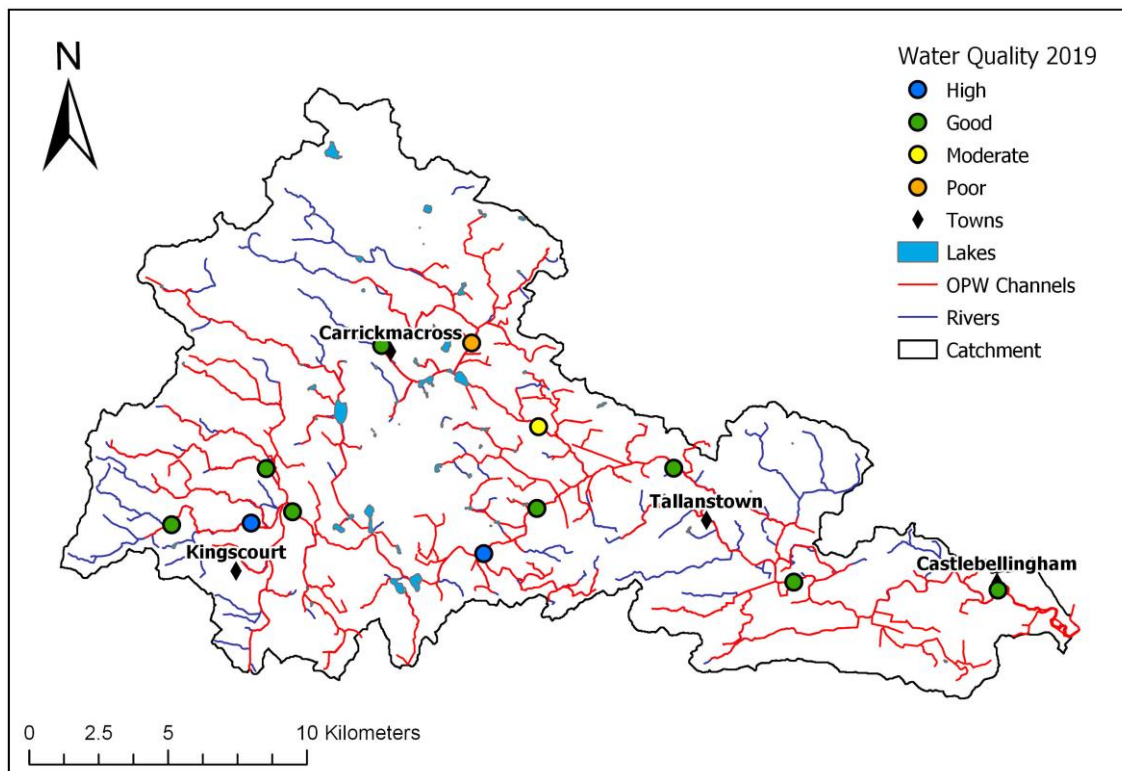 N
Water Quality 2019
High
Good
Moderate
Poor
Towns
Lakes
OPW Channels
Rivers
Catchment
Carrickmacross
Tallanstown
Kingscourt
Castlebellingham
0 2.5 5 10 Kilometers